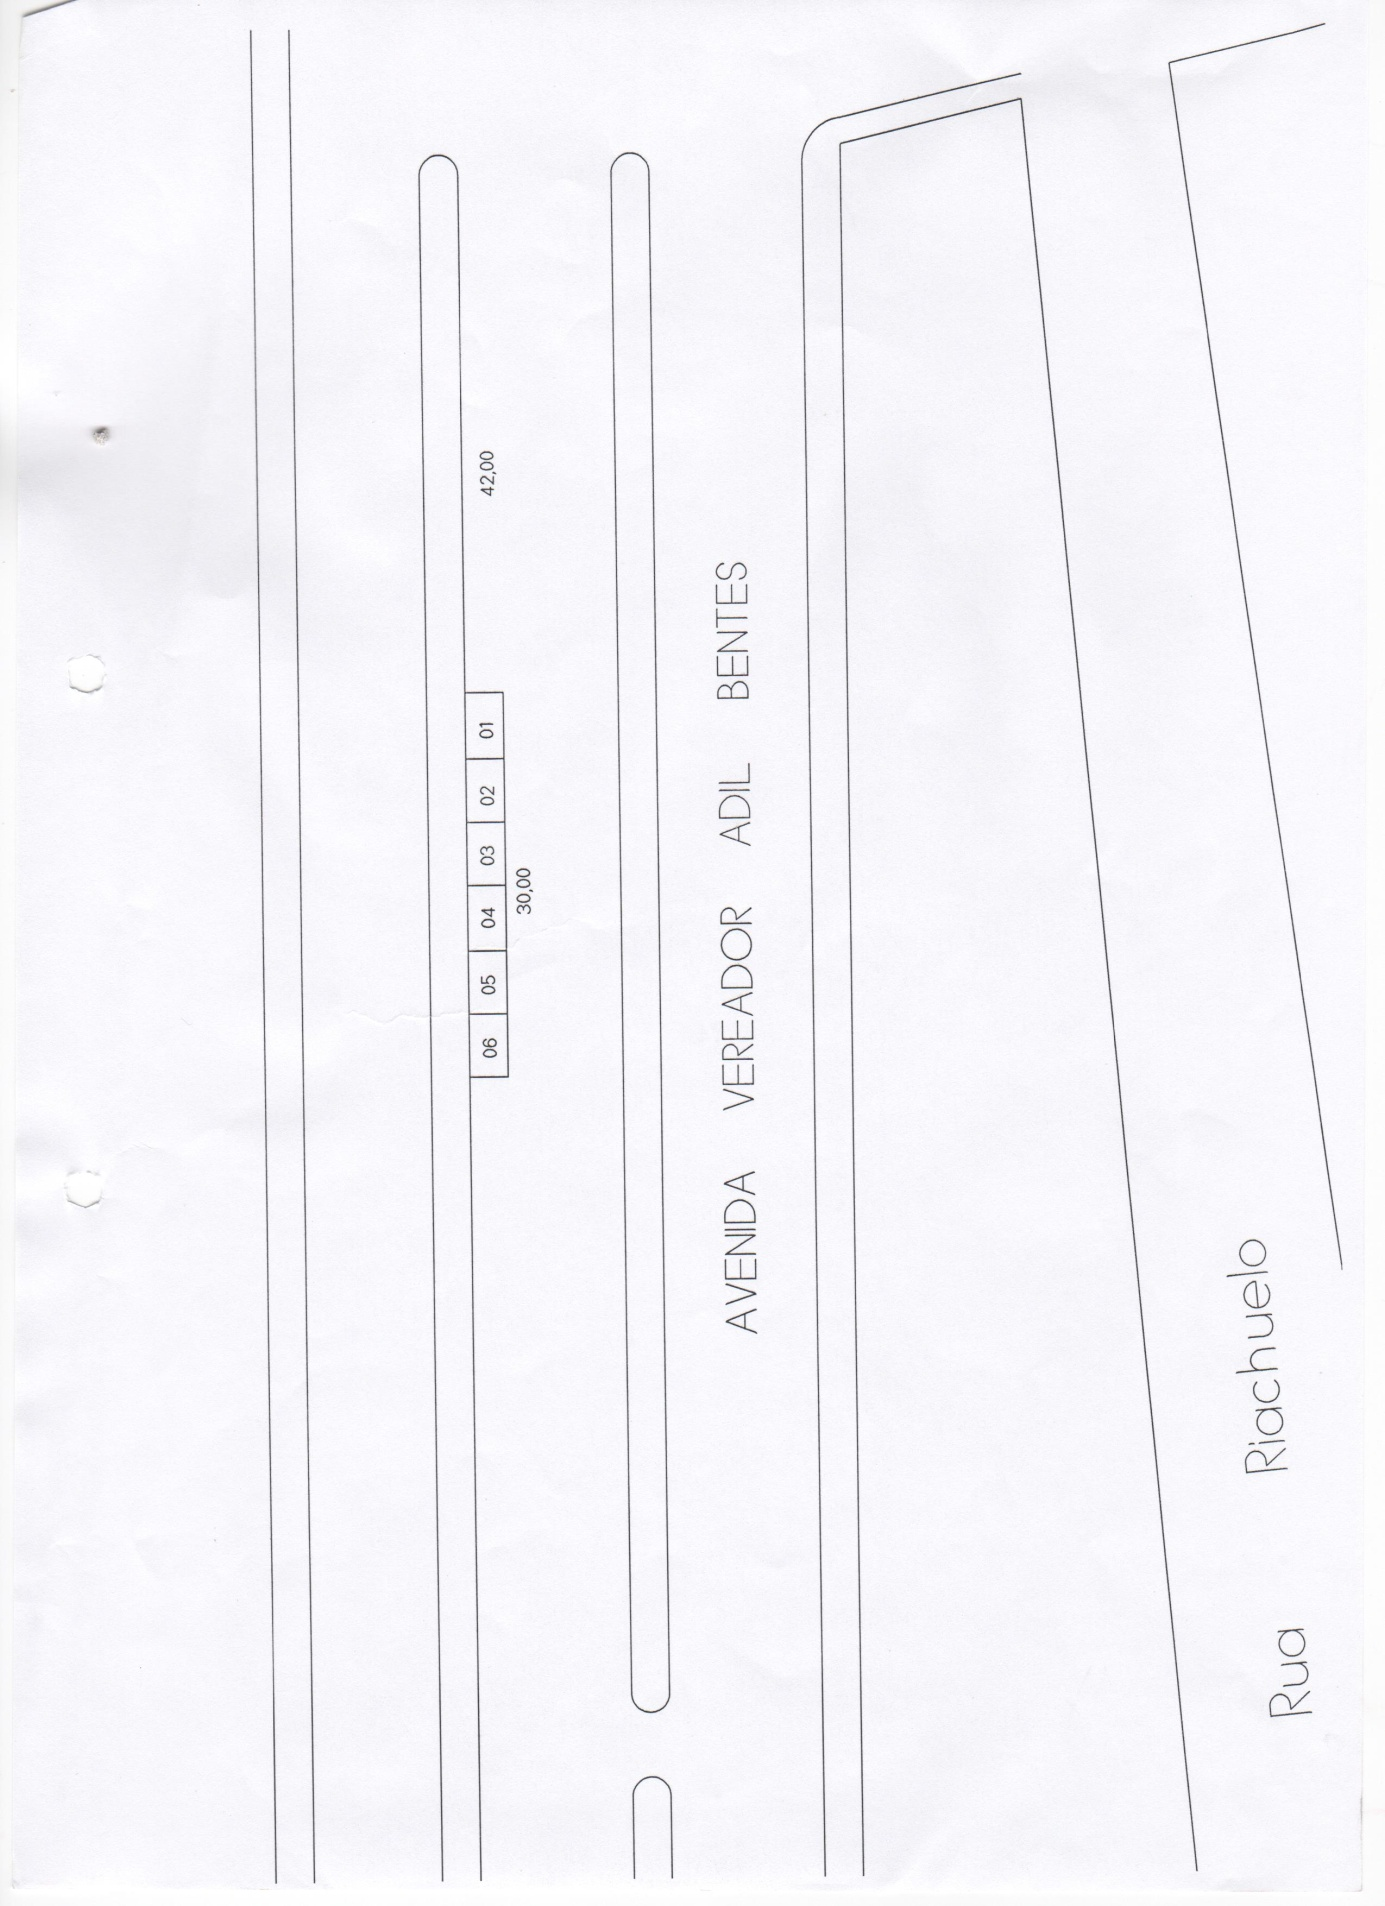 42,00
06 05 04 03 02 01
30,00
AVENIDA VEREADOR ADIL BENTES
Rua Riachuelo